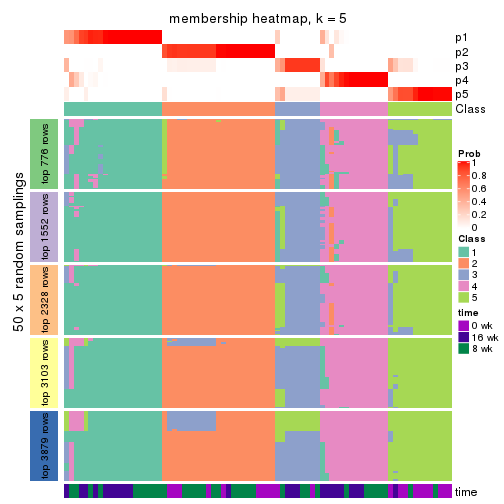 membership heatmap, k = 5
p1
p2
p3
p4
p5
Class
50 x 5 random samplings
top 776 rows
top 1552 rows
top 2328 rows
top 3103 rows
top 3879 rows
time
Prob
1
0.8
0.6
0.4
0.2
0
Class
1
2
3
4
5
time
0 wk
16 wk
8 wk